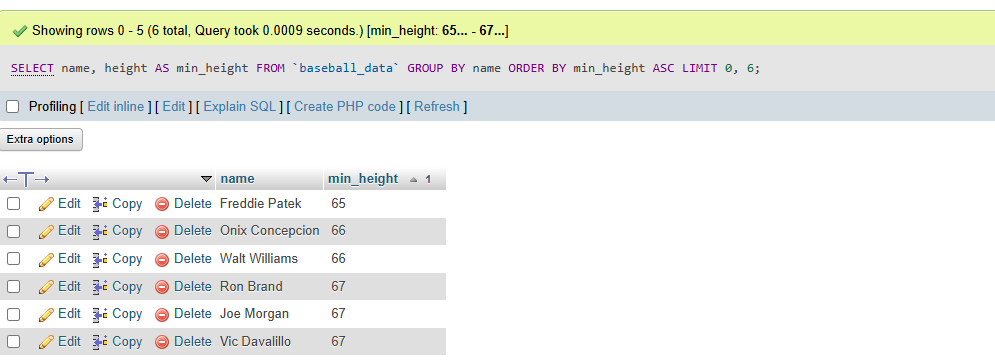 Showing rows 0 - 5 (6 total, Query took 0.0009 seconds.) [min_height: 65... - 67...]
SELECT name, height AS min_height FROM `baseball_data` GROUP BY name ORDER BY min_height ASC LIMIT 0, 6;
Profiling [ Edit inline ] [ Edit ] [ Explain SQL ] [ Create PHP code ] [ Refresh ]
Extra options
name min_height 1
Edit Copy Delete Freddie Patek 65
Edit Copy Delete Onix Concepcion 66
Edit Copy Delete Walt Williams 66
Edit Copy Delete Ron Brand 67
Edit Copy Delete Joe Morgan 67
Edit Copy Delete Vic Davalillo 67